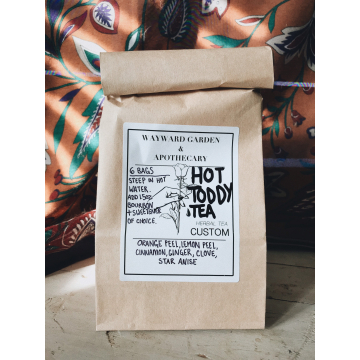 WAYWARD GARDEN
&
APOTHECARY
6 BAGS
STEEP IN HOT
WATER.
ADD 1.5oz
BOURBON
+ SWEETENER
OF CHOICE.
HOT
TODDY
TEA
HERBAL TEA
CUSTOM
ORANGE PEEL, LEMON PEEL,
CINNAMON, GINGER, CLOVE,
STAR ANISE